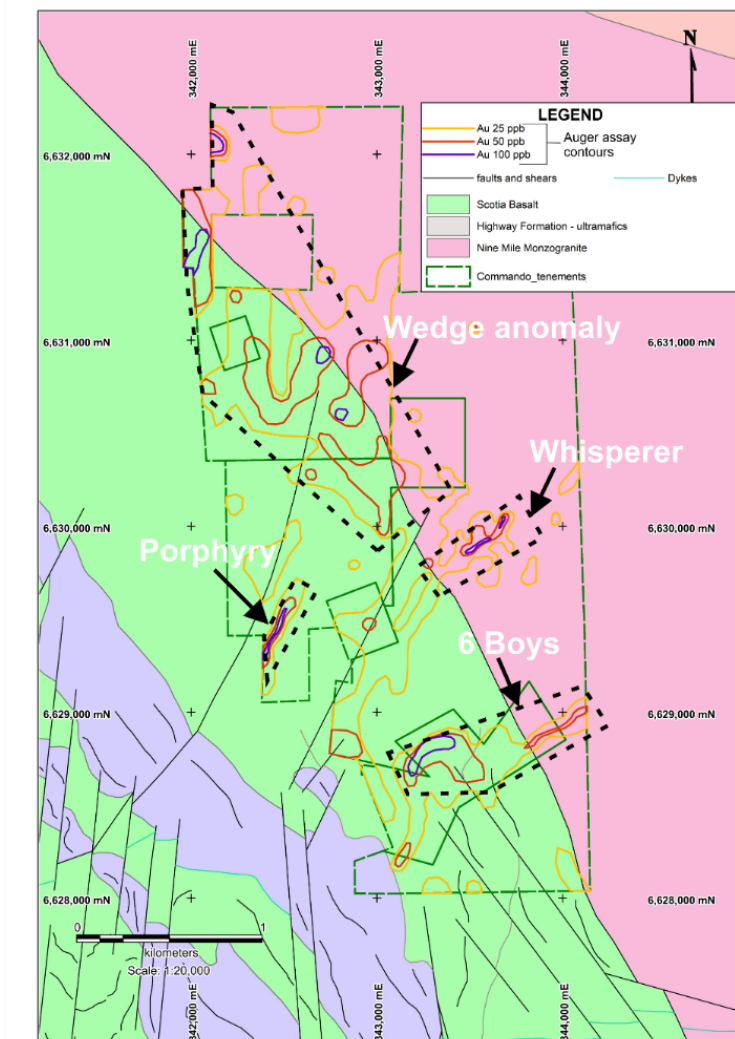 342,000 mE
343,000 mE
344,000 mE
N
LEGEND
Au 25 ppb
Au 50 ppb
Au 100 ppb
Auger assay
contours
faults and shears
Dykes
Scotia Basalt
Highway Formation - ultramafics
Nine Mile Monzogranite
Commando_tenements
6,632,000 mN
6,632,000 mN
6,631,000 mN
6,631,000 mN
Wedge anomaly
Whisperer
6,630,000 mN
6,630,000 mN
Porphyry
6 Boys
6,629,000 mN
6,629,000 mN
6,628,000 mN
6,628,000 mN
0 1
kilometers
Scale: 1:20,000
342,000 mE
343,000 mE
344,000 mE